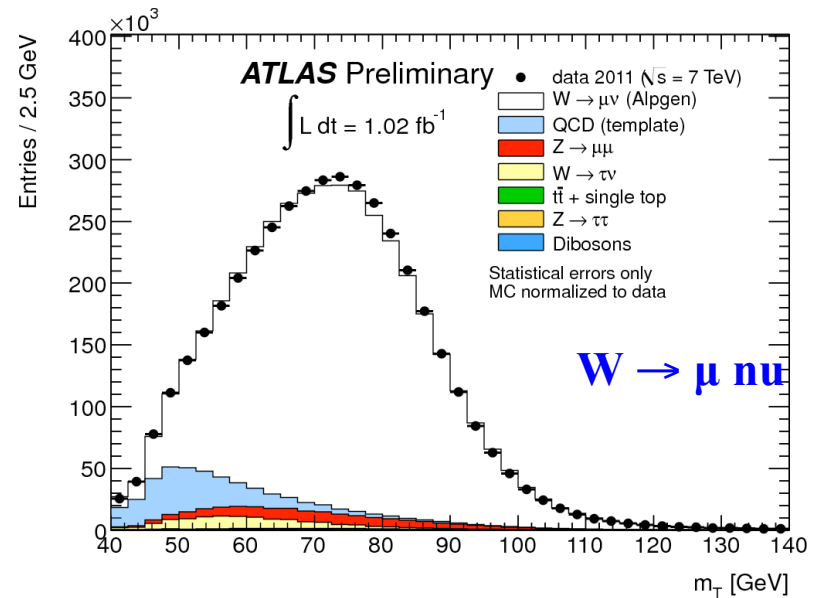 ×10³
400
350
300
250
200
150
100
50
0
Entries / 2.5 GeV
ATLAS Preliminary
∫ L dt = 1.02 fb⁻¹
data 2011 (√s = 7 TeV)
W → μν (Alpgen)
QCD (template)
Z → μμ
W → τν
tt̄ + single top
Z → ττ
Dibosons
Statistical errors only
MC normalized to data
W → μ nu
40 50 60 70 80 90 100 110 120 130 140
m_T [GeV]